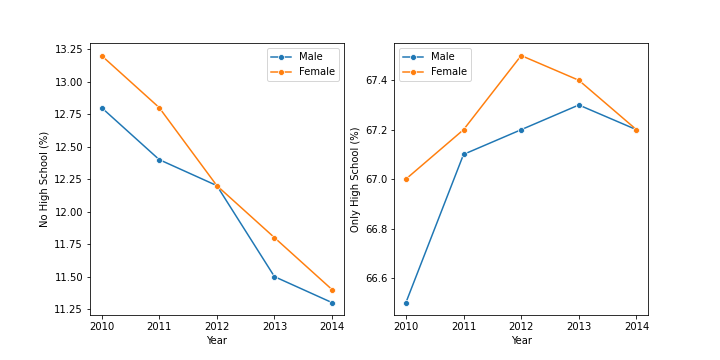 13.25
13.00
12.75
12.50
12.25
12.00
11.75
11.50
11.25
No High School (%)
Male
Female
2010 2011 2012 2013 2014
Year
67.4
67.2
67.0
66.8
66.6
Only High School (%)
Male
Female
2010 2011 2012 2013 2014
Year